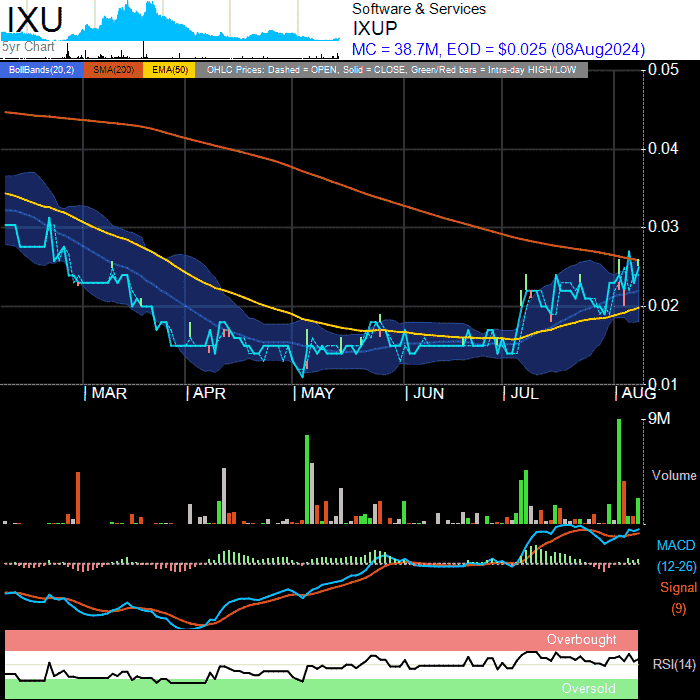 IXU
5yr Chart
Software & Services
IXUP
MC = 38.7M, EOD = $0.025 (08Aug2024)
BollBands(20,2) SMA(200) EMA(50) OHLC Prices: Dashed = OPEN, Solid = CLOSE, Green/Red bars = Intra-day HIGH/LOW
0.05
0.04
0.03
0.02
0.01
| MAR | APR | MAY | JUN | JUL | AUG
9M
Volume
MACD
(12-26)
Signal
(9)
Overbought
RSI(14)
Oversold